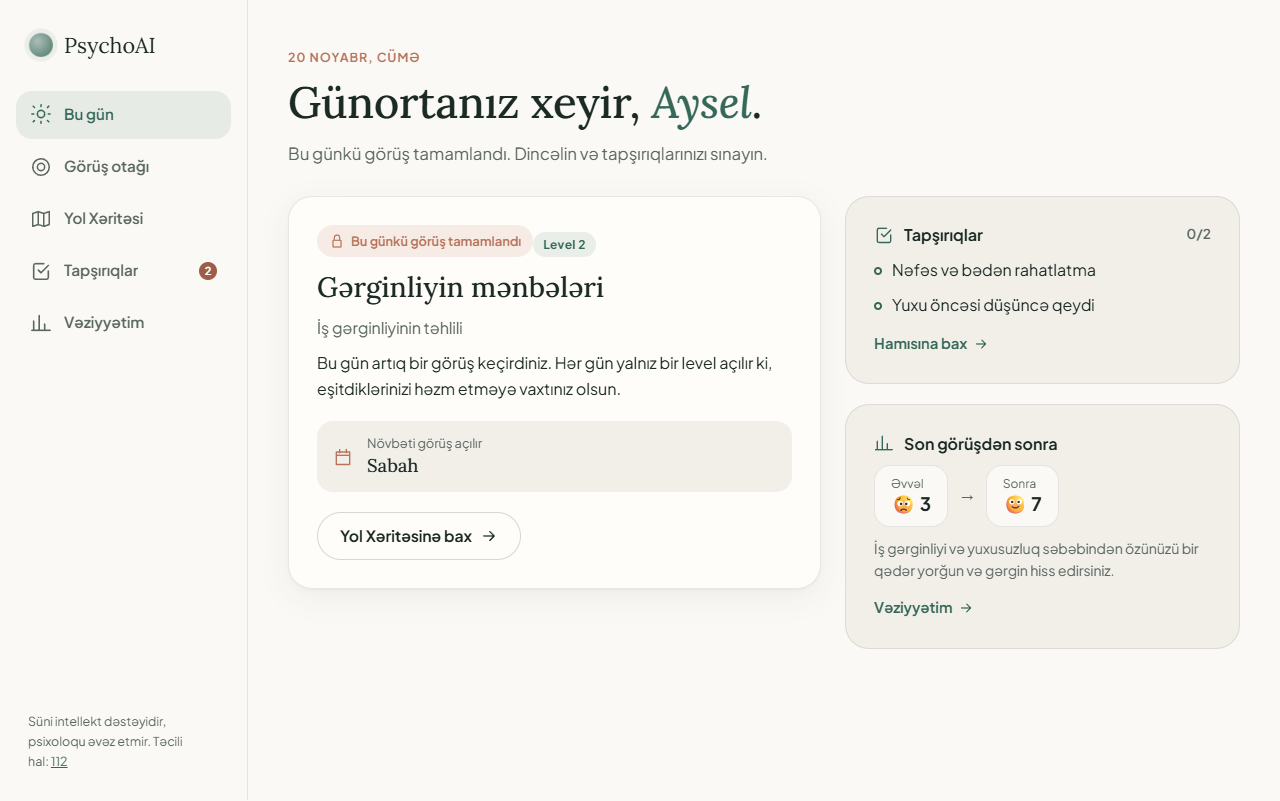 PsychoAI
Bu gün
Görüş otağı
Yol Xəritəsi
Tapşırıqlar 2
Vəziyyətim
Süni intellekt dəstəyidir,
psixoloqu əvəz etmir. Təcili
hal: 112
20 NOYABR, CÜMƏ
Günortanız xeyir, Aysel.
Bu günkü görüş tamamlandı. Dincəlin və tapşırıqlarınızı sınayın.
Bu günkü görüş tamamlandı Level 2
Gərginliyin mənbələri
İş gərginliyinin təhlili
Bu gün artıq bir görüş keçirdiniz. Hər gün yalnız bir level açılır ki,
eşitdiklərinizi həzm etməyə vaxtınız olsun.
Növbəti görüş açılır
Sabah
Yol Xəritəsinə bax →
Tapşırıqlar 0/2
Nəfəs və bədən rahatlatma
Yuxu öncəsi düşüncə qeydi
Hamısına bax →
Son görüşdən sonra
Əvvəl
3
→
Sonra
7
İş gərginliyi və yuxusuzluq səbəbindən özünüzü bir
qədər yorğun və gərgin hiss edirsiniz.
Vəziyyətim →